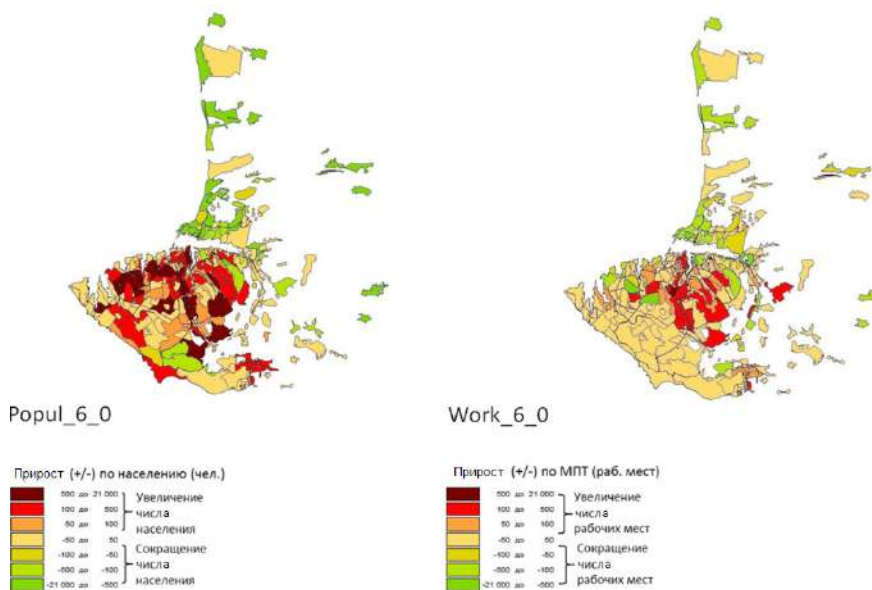 Popul_6_0
Прирост (+/-) по населению (чел.)
500 до 21 000
100 до 500
50 до 100
-50 до 50
-100 до -50
-500 до -100
-21 000 до -500
Увеличение
числа
населения
Сокращение
числа
населения
Work_6_0
Прирост (+/-) по МПТ (раб. мест)
500 до 21 000
100 до 500
50 до 100
-50 до 50
-100 до -50
-500 до -100
-21 000 до -500
Увеличение
числа
рабочих мест
Сокращение
числа
рабочих мест